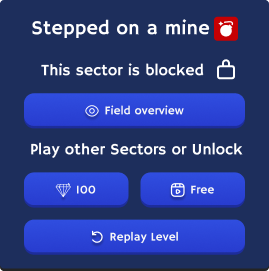 Stepped on a mine
This sector is blocked
Field overview
Play other Sectors or Unlock
100
Free
Replay Level